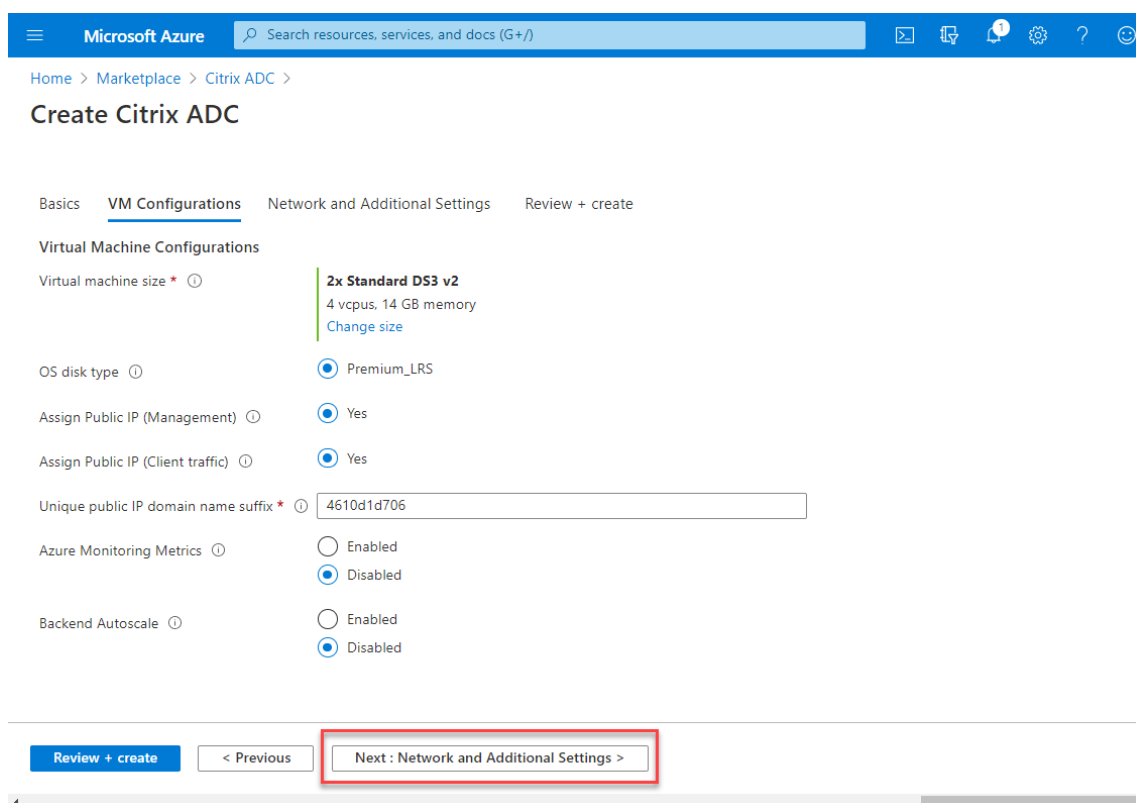 Microsoft Azure
Search resources, services, and docs (G+/)
1
Home > Marketplace > Citrix ADC >
Create Citrix ADC
Basics VM Configurations Network and Additional Settings Review + create
Virtual Machine Configurations
Virtual machine size *
2x Standard DS3 v2
4 vcpus, 14 GB memory
Change size
OS disk type
Premium_LRS
Assign Public IP (Management)
Yes
Assign Public IP (Client traffic)
Yes
Unique public IP domain name suffix *
4610d1d706
Azure Monitoring Metrics
Enabled
Disabled
Backend Autoscale
Enabled
Disabled
Review + create
< Previous
Next : Network and Additional Settings >